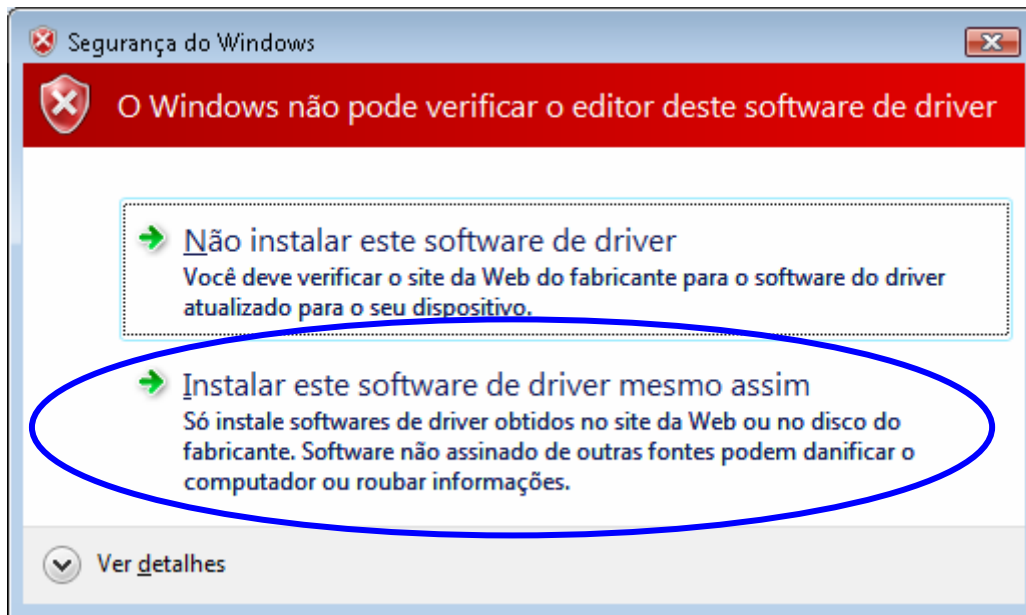 Segurança do Windows
O Windows não pode verificar o editor deste software de driver
Não instalar este software de driver
Você deve verificar o site da Web do fabricante para o software do driver
atualizado para o seu dispositivo.
Instalar este software de driver mesmo assim
Só instale softwares de driver obtidos no site da Web ou no disco do
fabricante. Software não assinado de outras fontes podem danificar o
computador ou roubar informações.
Ver detalhes